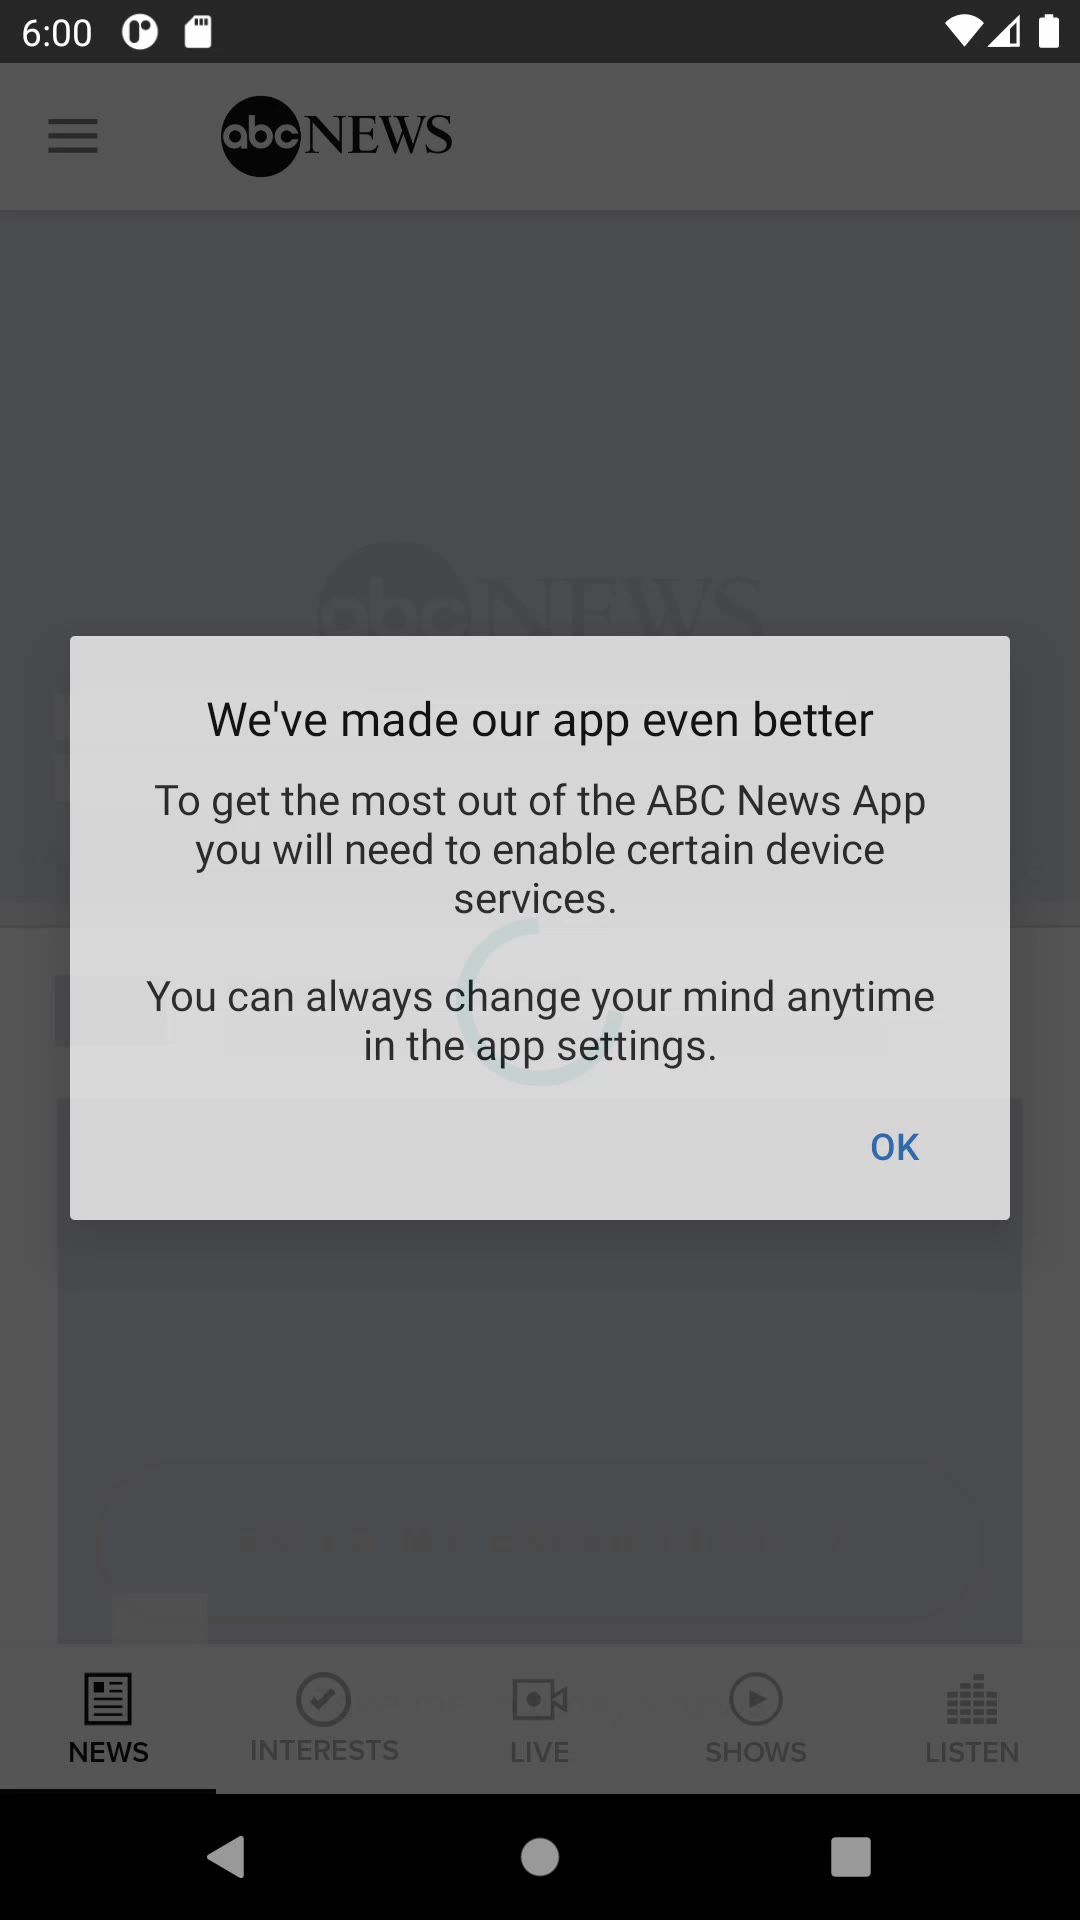 6:00
abc NEWS
abc NEWS
We've made our app even better
To get the most out of the ABC News App
you will need to enable certain device
services.
You can always change your mind anytime
in the app settings.
OK
NEWS
INTERESTS
LIVE
SHOWS
LISTEN